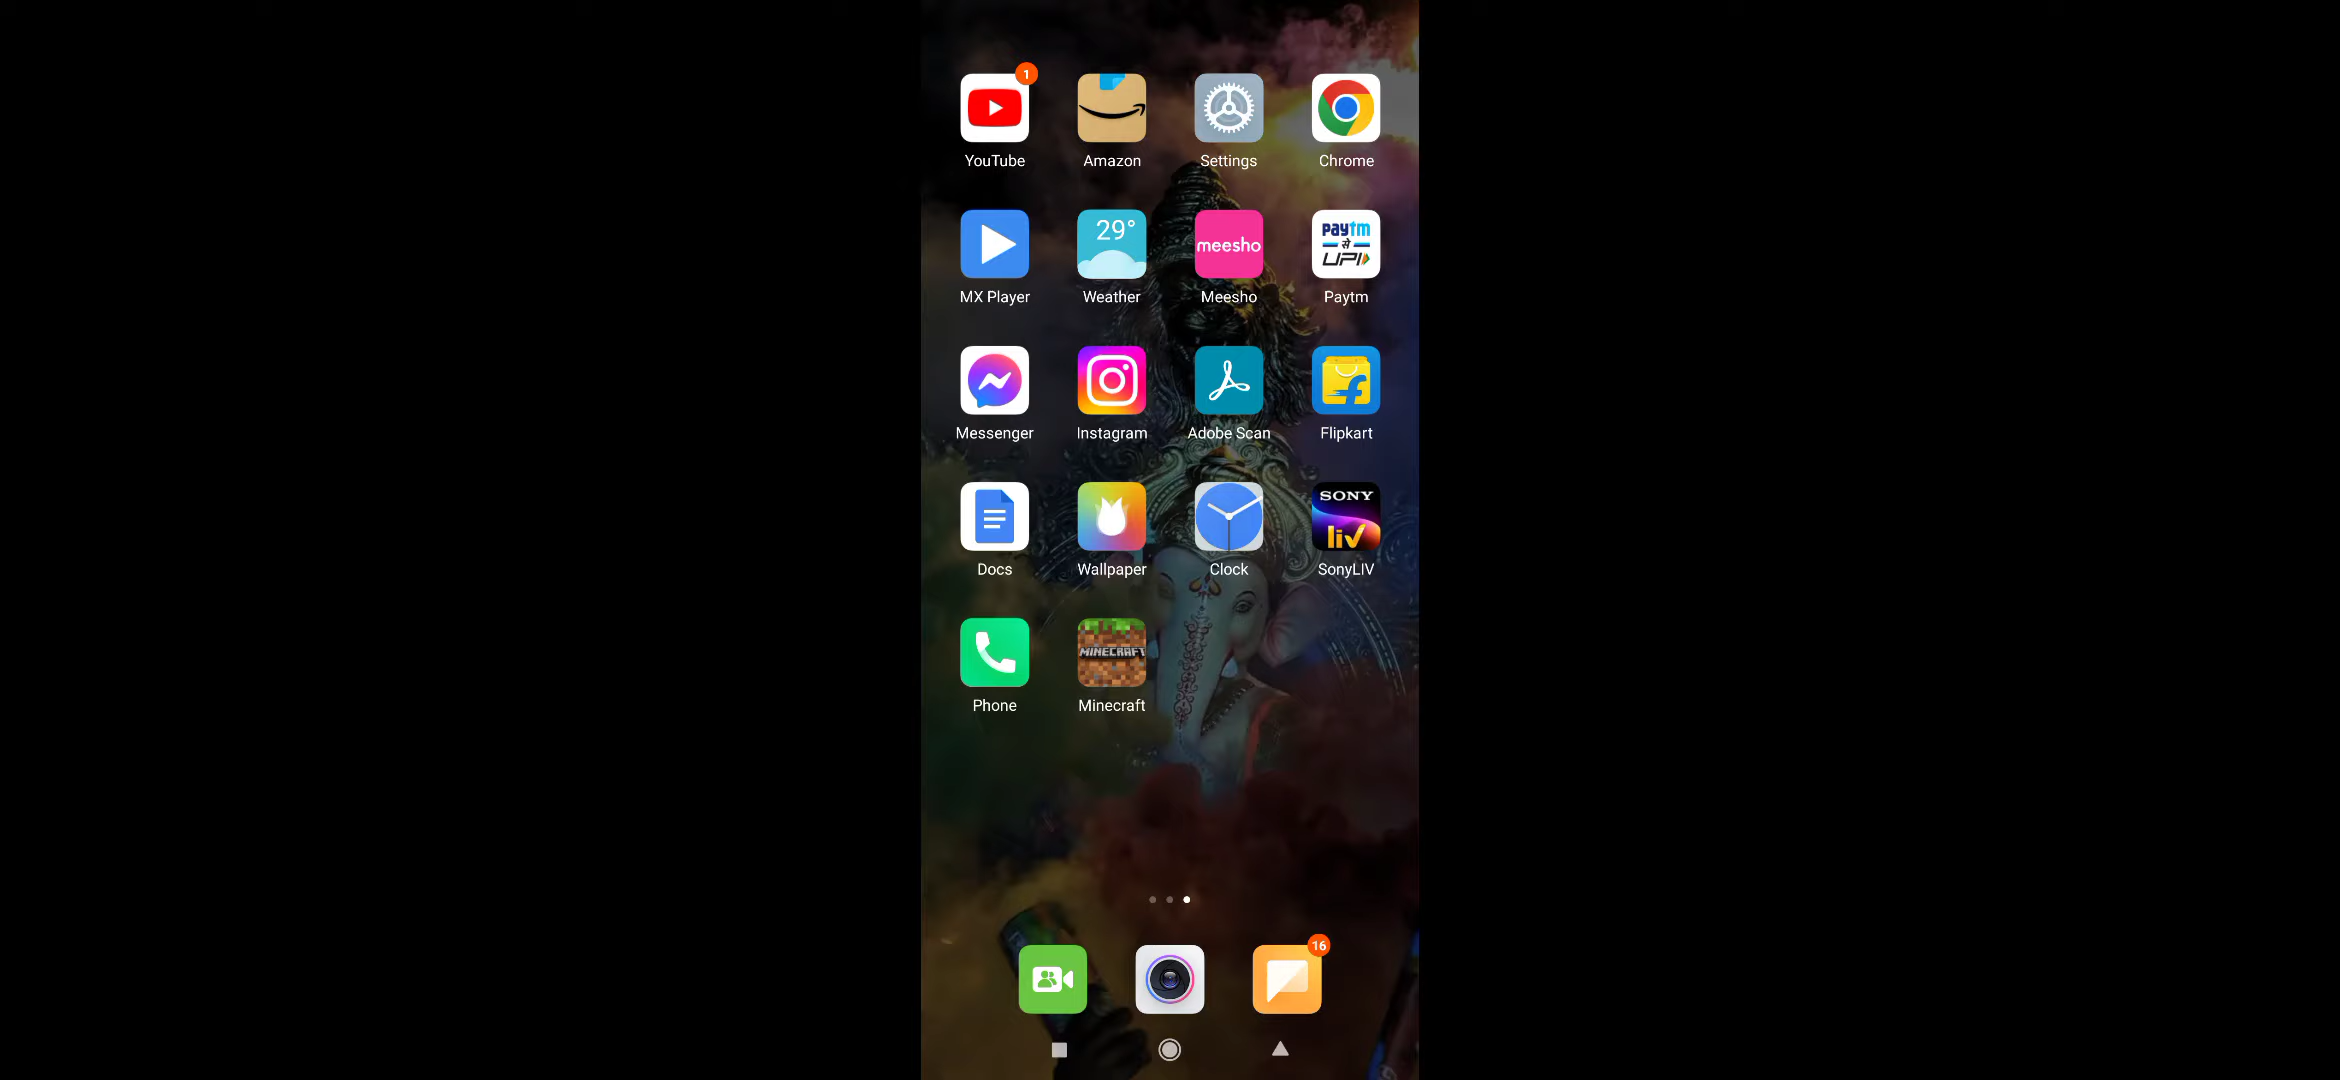 1
YouTube Amazon Settings Chrome
29° meesho paytm
से
UPI
MX Player Weather Meesho Paytm
Messenger Instagram Adobe Scan Flipkart
SONY
liv
Docs Wallpaper Clock SonyLIV
MINECRAFT
Phone Minecraft
16